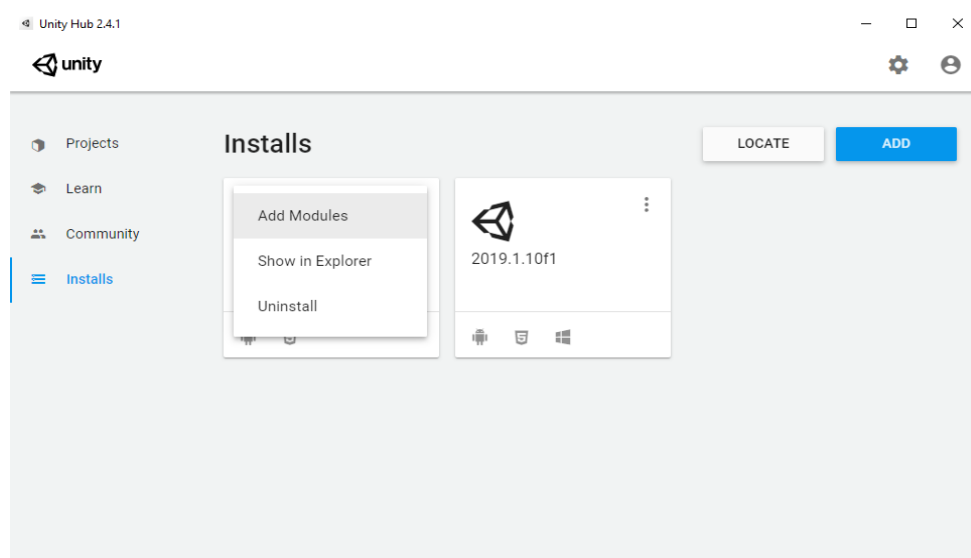 Unity Hub 2.4.1
unity
Projects
Learn
Community
Installs
Installs
LOCATE
ADD
Add Modules
Show in Explorer
Uninstall
2019.1.10f1